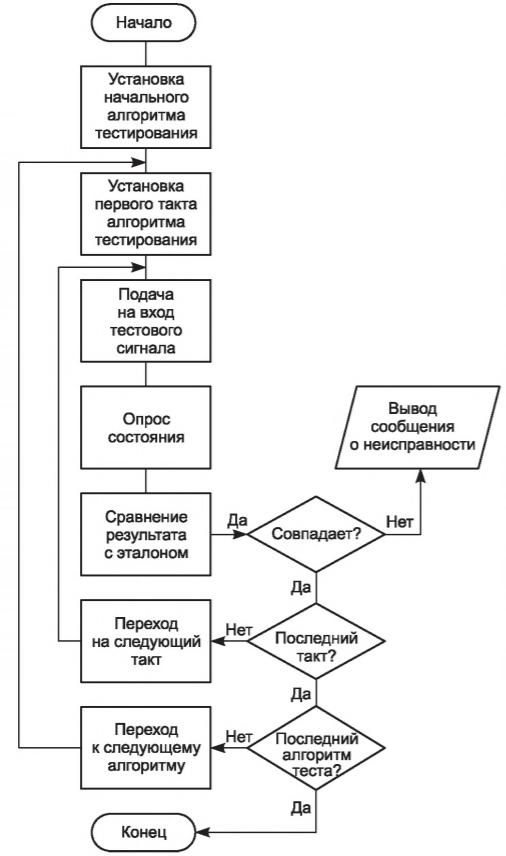 Начало
Установка
начального
алгоритма
тестирования
Установка
первого такта
алгоритма
тестирования
Подача
на вход
тестового
сигнала
Опрос
состояния
Вывод
сообщения
о неисправности
Сравнение
результата
с эталоном
Да
Совпадает?
Нет
Да
Переход
на следующий
такт
Нет
Последний
такт?
Да
Переход
к следующему
алгоритму
Нет
Последний
алгоритм
теста?
Да
Конец